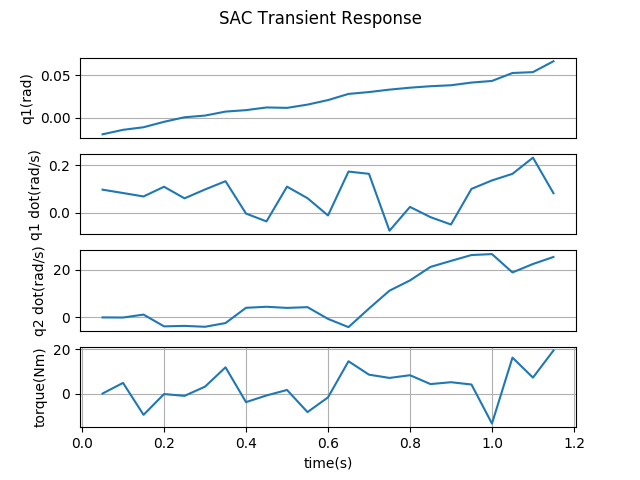 SAC Transient Response
0.05
0.00
q1(rad)
0.2
0.0
q1 dot(rad/s)
20
0
q2 dot(rad/s)
20
0
torque(Nm)
0.0 0.2 0.4 0.6 0.8 1.0 1.2
time(s)